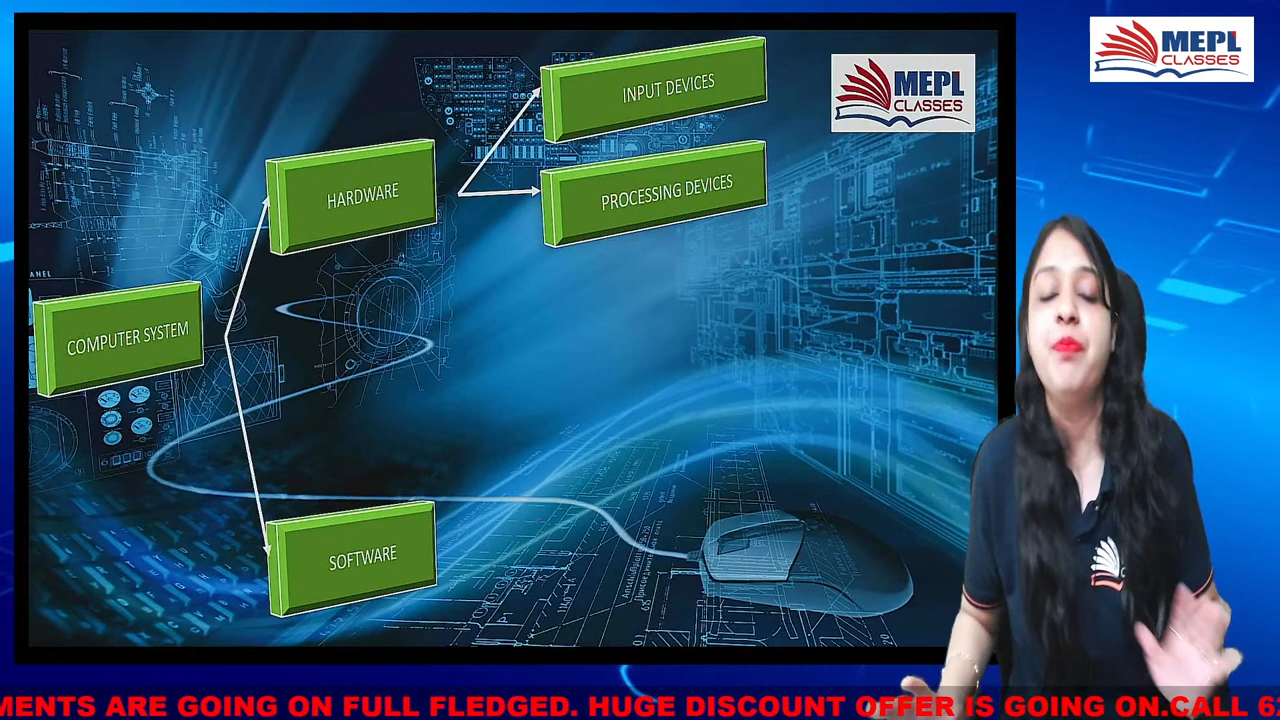 INPUT DEVICES
MEPL
CLASSES
MEPL
CLASSES
HARDWARE
PROCESSING DEVICES
COMPUTER SYSTEM
SOFTWARE
MENTS ARE GOING ON FULL FLEDGED. HUGE DISCOUNT OFFER IS GOING ON.CALL 62